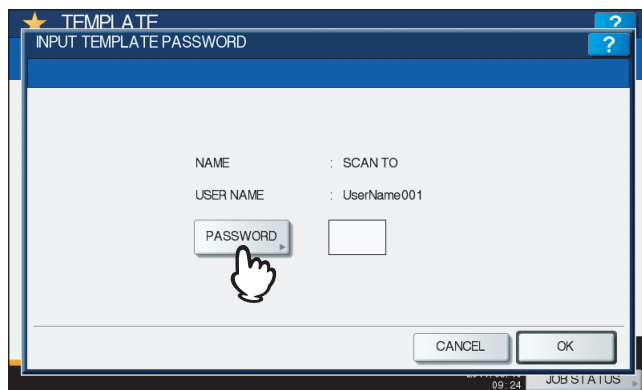 TEMPLATE ?
INPUT TEMPLATE PASSWORD ?
NAME : SCAN TO
USER NAME : UserName001
PASSWORD
CANCEL OK
09:24 JOB STATUS